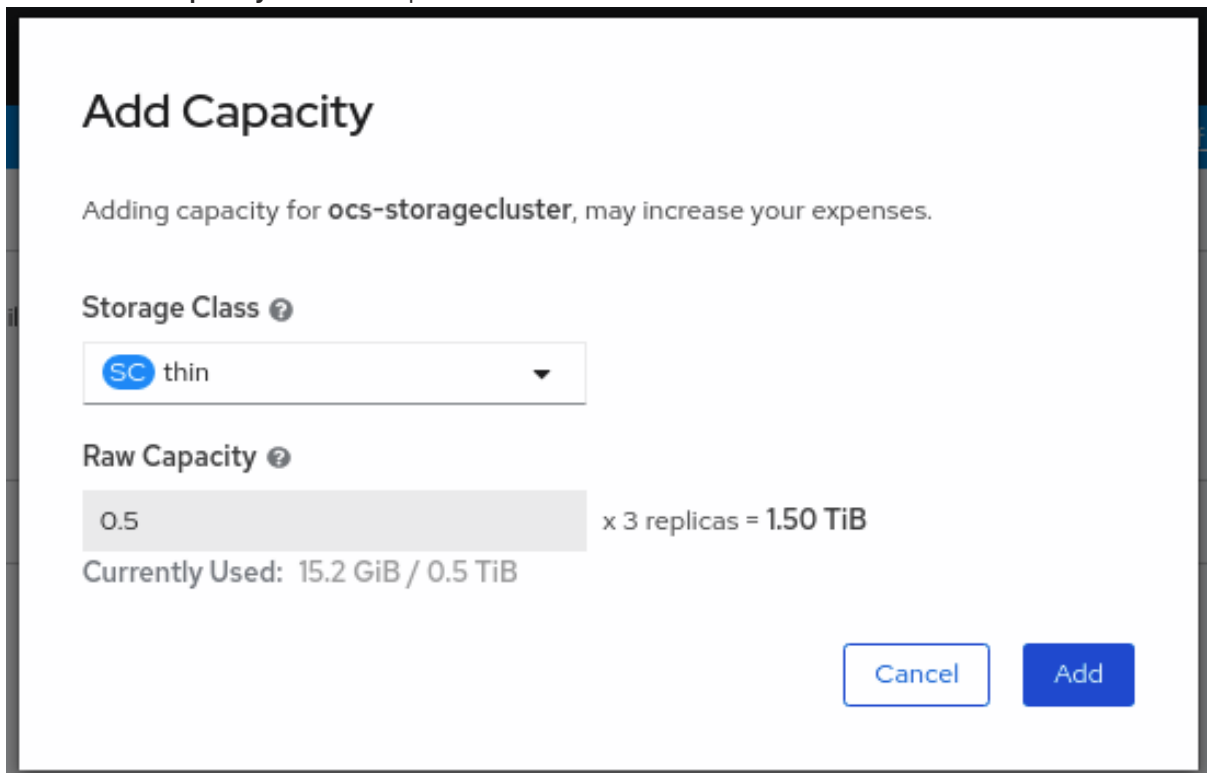 Add Capacity
Adding capacity for ocs-storagecluster, may increase your expenses.
Storage Class
SC thin
Raw Capacity
0.5 x 3 replicas = 1.50 TiB
Currently Used: 15.2 GiB / 0.5 TiB
Cancel Add